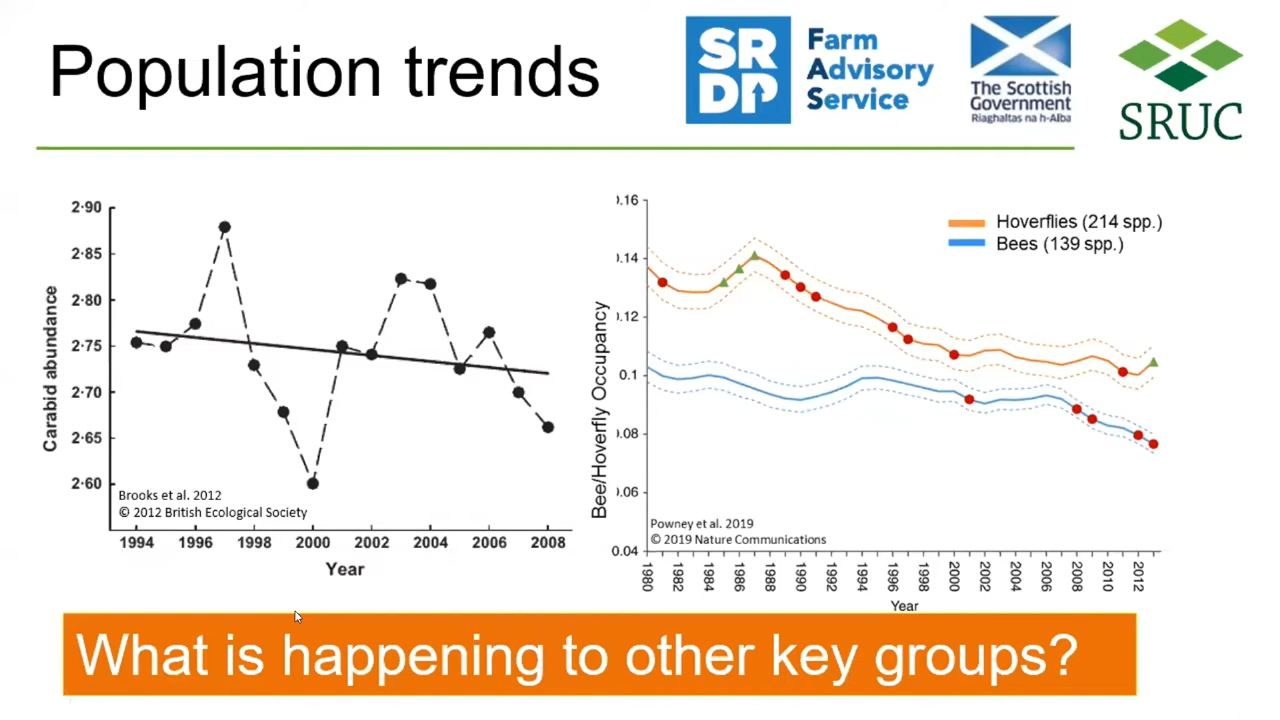 Population trends
SR
DP
Farm
Advisory
Service
The Scottish
Government
Riaghaltas na h-Alba
SRUC
2·90
2·85
2·80
2·75
2·70
2·65
2·60
Carabid abundance
Brooks et al. 2012
© 2012 British Ecological Society
1994 1996 1998 2000 2002 2004 2006 2008
Year
0.16
0.14
0.12
0.1
0.08
0.06
0.04
Bee/Hoverfly Occupancy
Hoverflies (214 spp.)
Bees (139 spp.)
Powney et al. 2019
© 2019 Nature Communications
1980 1982 1984 1986 1988 1990 1992 1994 1996 1998 2000 2002 2004 2006 2008 2010 2012
Year
What is happening to other key groups?